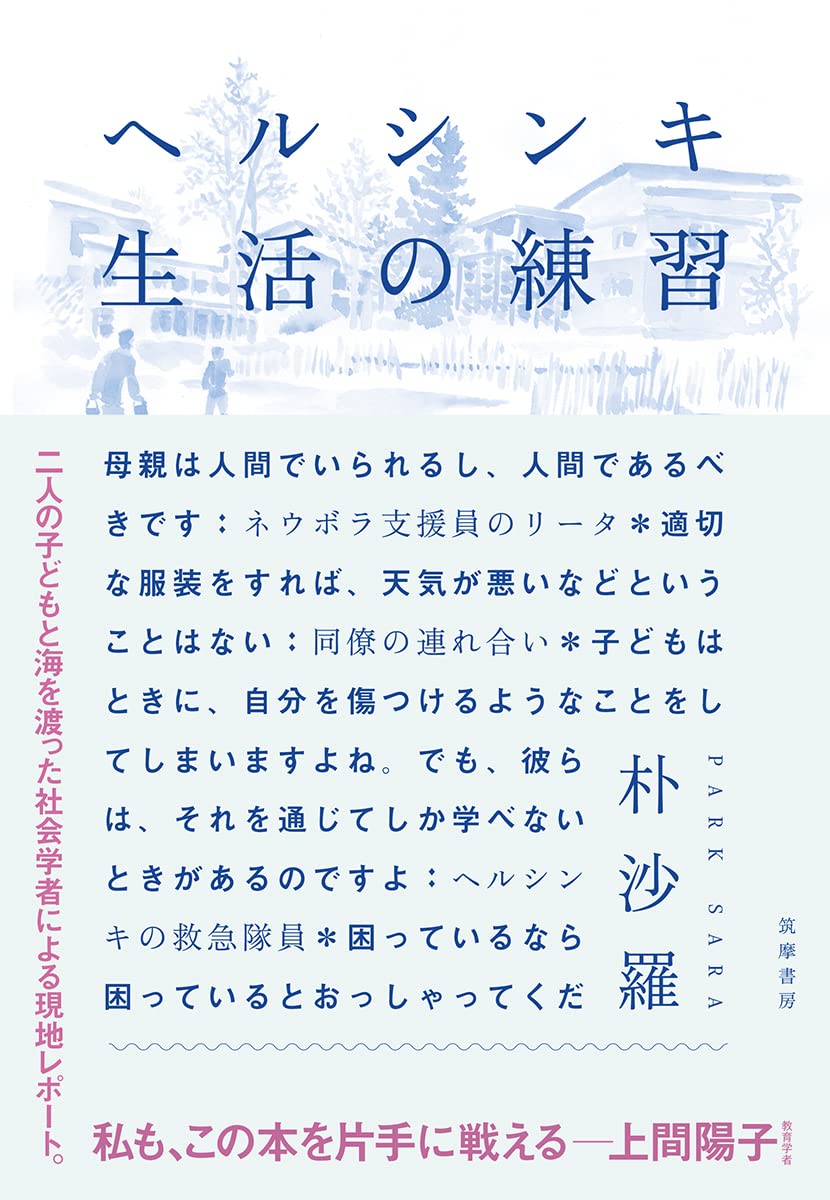 ヘルシンキ
生活の練習
母親は人間でいられるし、人間であるべ
きです：ネウボラ支援員のリータ＊適切
な服装をすれば、天気が悪いなどという
ことはない：同僚の連れ合い＊子どもは
ときに、自分を傷つけるようなことをし
てしまいますよね。でも、彼ら
は、それを通じてしか学べない
ときがあるのですよ：ヘルシン
キの救急隊員＊困っているなら
困っているとおっしゃってくだ
朴沙羅
PARK SARA
筑摩書房
二人の子どもと海を渡った社会学者による現地レポート。
私も、この本を片手に戦える──上間陽子 教育学者